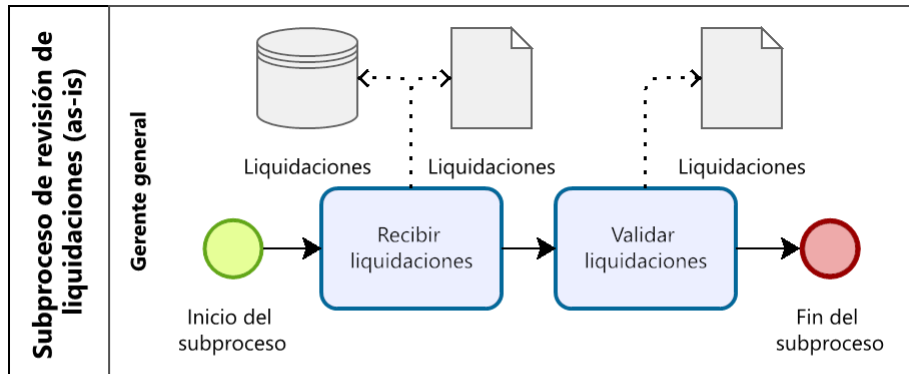 Subproceso de revisión de
liquidaciones (as-is)
Gerente general
Liquidaciones
Liquidaciones
Liquidaciones
Recibir
liquidaciones
Validar
liquidaciones
Inicio del
subproceso
Fin del
subproceso